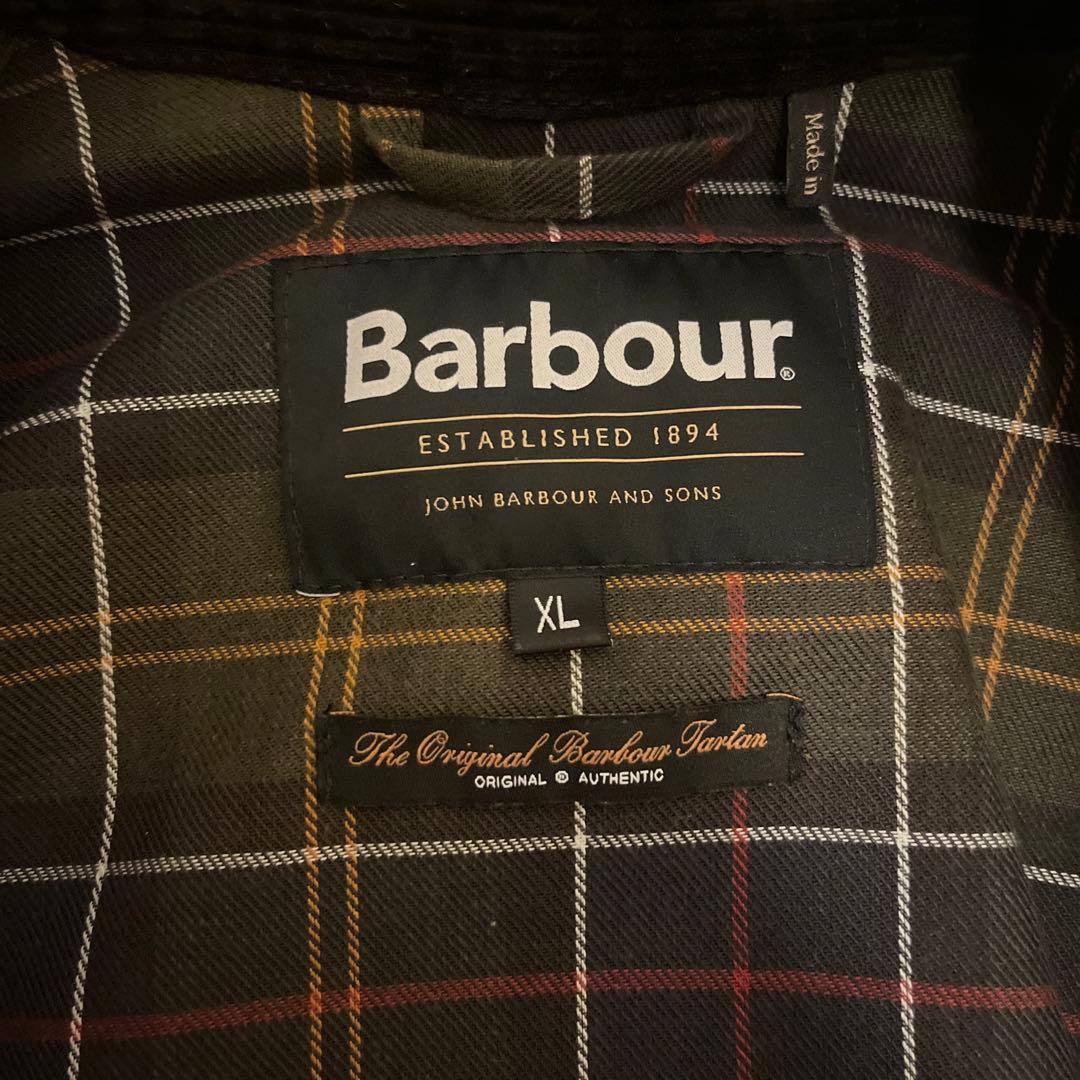 Made in
Barbour®
ESTABLISHED 1894
JOHN BARBOUR AND SONS
XL
The Original Barbour Tartan
ORIGINAL ® AUTHENTIC